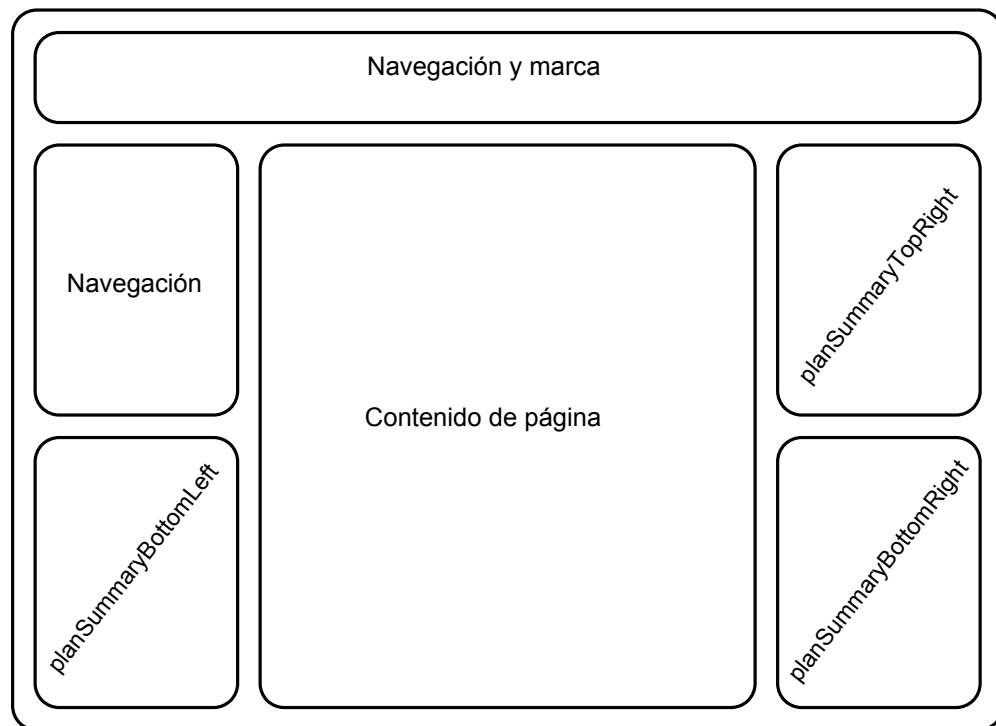 Navegación y marca
Navegación
planSummaryTopRight
Contenido de página
planSummaryBottomLeft
planSummaryBottomRight